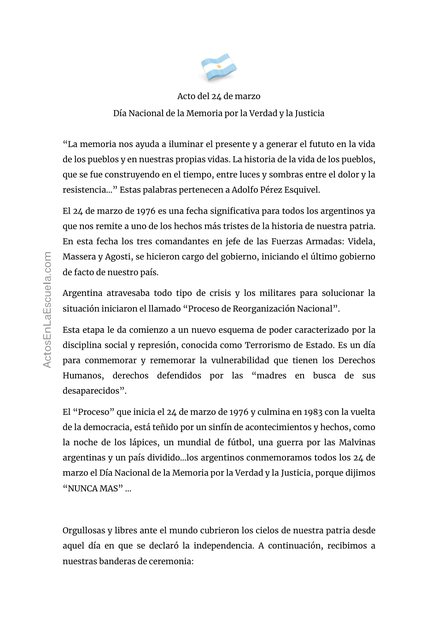 Acto del 24 de marzo
Día Nacional de la Memoria por la Verdad y la Justicia
“La memoria nos ayuda a iluminar el presente y a generar el fututo en la vida
de los pueblos y en nuestras propias vidas. La historia de la vida de los pueblos,
que se fue construyendo en el tiempo, entre luces y sombras entre el dolor y la
resistencia...” Estas palabras pertenecen a Adolfo Pérez Esquivel.
El 24 de marzo de 1976 es una fecha significativa para todos los argentinos ya
que nos remite a uno de los hechos más tristes de la historia de nuestra patria.
En esta fecha los tres comandantes en jefe de las Fuerzas Armadas: Videla,
Massera y Agosti, se hicieron cargo del gobierno, iniciando el último gobierno
de facto de nuestro país.
Argentina atravesaba todo tipo de crisis y los militares para solucionar la
situación iniciaron el llamado “Proceso de Reorganización Nacional”.
Esta etapa le da comienzo a un nuevo esquema de poder caracterizado por la
disciplina social y represión, conocida como Terrorismo de Estado. Es un día
para conmemorar y rememorar la vulnerabilidad que tienen los Derechos
Humanos, derechos defendidos por las “madres en busca de sus
desaparecidos”.
El “Proceso” que inicia el 24 de marzo de 1976 y culmina en 1983 con la vuelta
de la democracia, está teñido por un sinfín de acontecimientos y hechos, como
la noche de los lápices, un mundial de fútbol, una guerra por las Malvinas
argentinas y un país dividido...los argentinos conmemoramos todos los 24 de
marzo el Día Nacional de la Memoria por la Verdad y la Justicia, porque dijimos
“NUNCA MAS” ...
Orgullosas y libres ante el mundo cubrieron los cielos de nuestra patria desde
aquel día en que se declaró la independencia. A continuación, recibimos a
nuestras banderas de ceremonia:
ActosEnLaEscuela.com